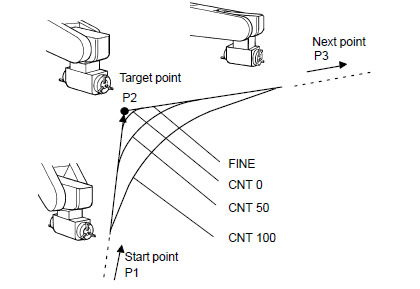 Next point
P3
Target point
P2
FINE
CNT 0
CNT 50
CNT 100
Start point
P1